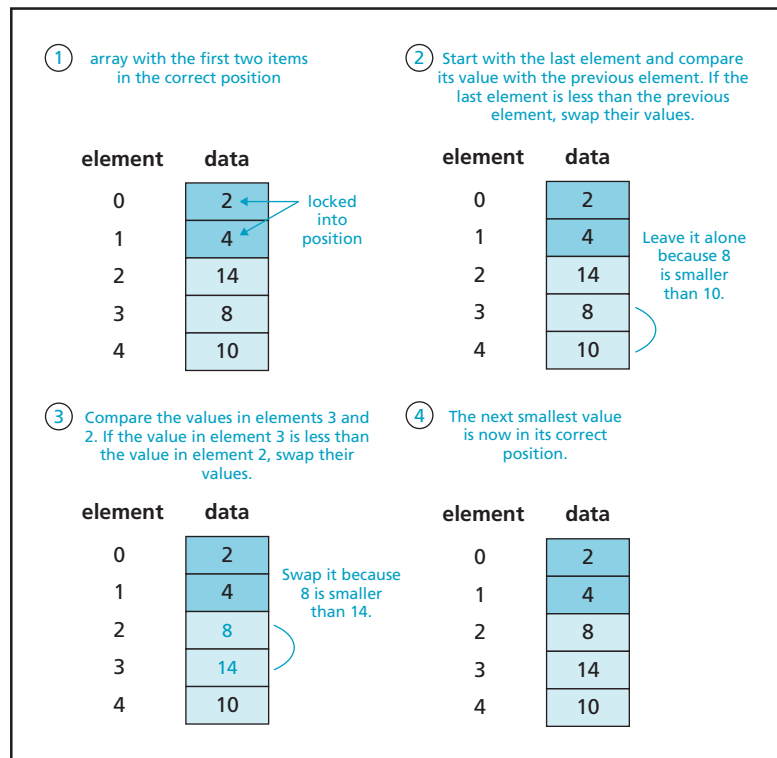 1 array with the first two items
in the correct position
element data
0 2
1 4
2 14
3 8
4 10
locked
into
position
2 Start with the last element and compare
its value with the previous element. If the
last element is less than the previous
element, swap their values.
element data
0 2
1 4
2 14
3 8
4 10
Leave it alone
because 8
is smaller
than 10.
3 Compare the values in elements 3 and
2. If the value in element 3 is less than
the value in element 2, swap their
values.
element data
0 2
1 4
2 8
3 14
4 10
Swap it because
8 is smaller
than 14.
4 The next smallest value
is now in its correct
position.
element data
0 2
1 4
2 8
3 14
4 10